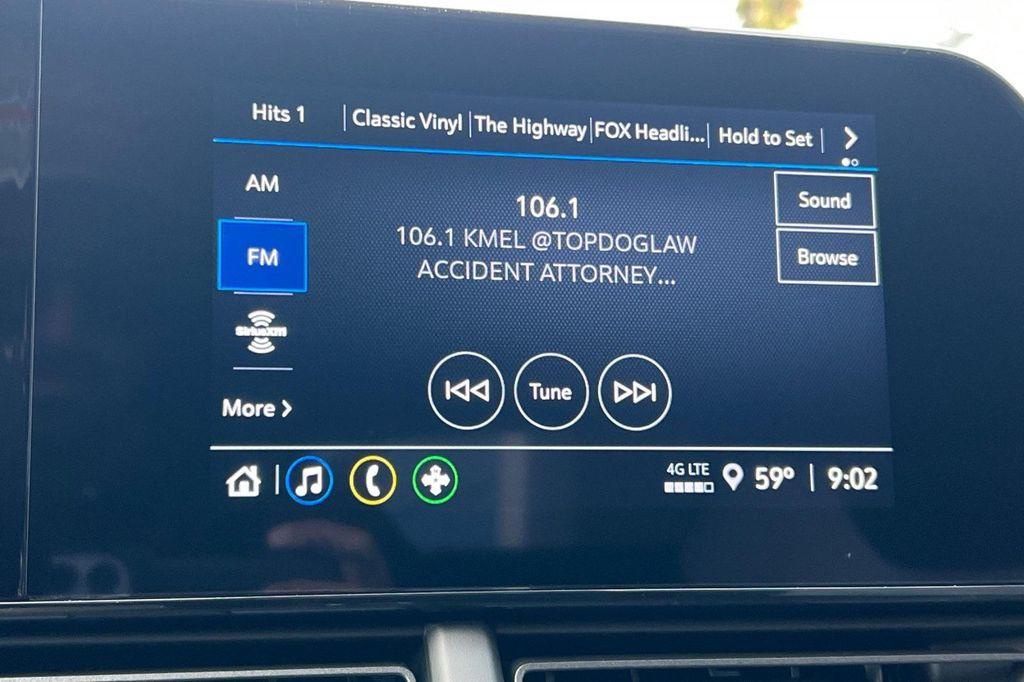 Hits 1
Classic Vinyl
The Highway
FOX Headli...
Hold to Set
AM
FM
SiriusXM
More
106.1
106.1 KMEL @TOPDOGLAW
ACCIDENT ATTORNEY...
Sound
Browse
Tune
4G LTE
59°
9:02